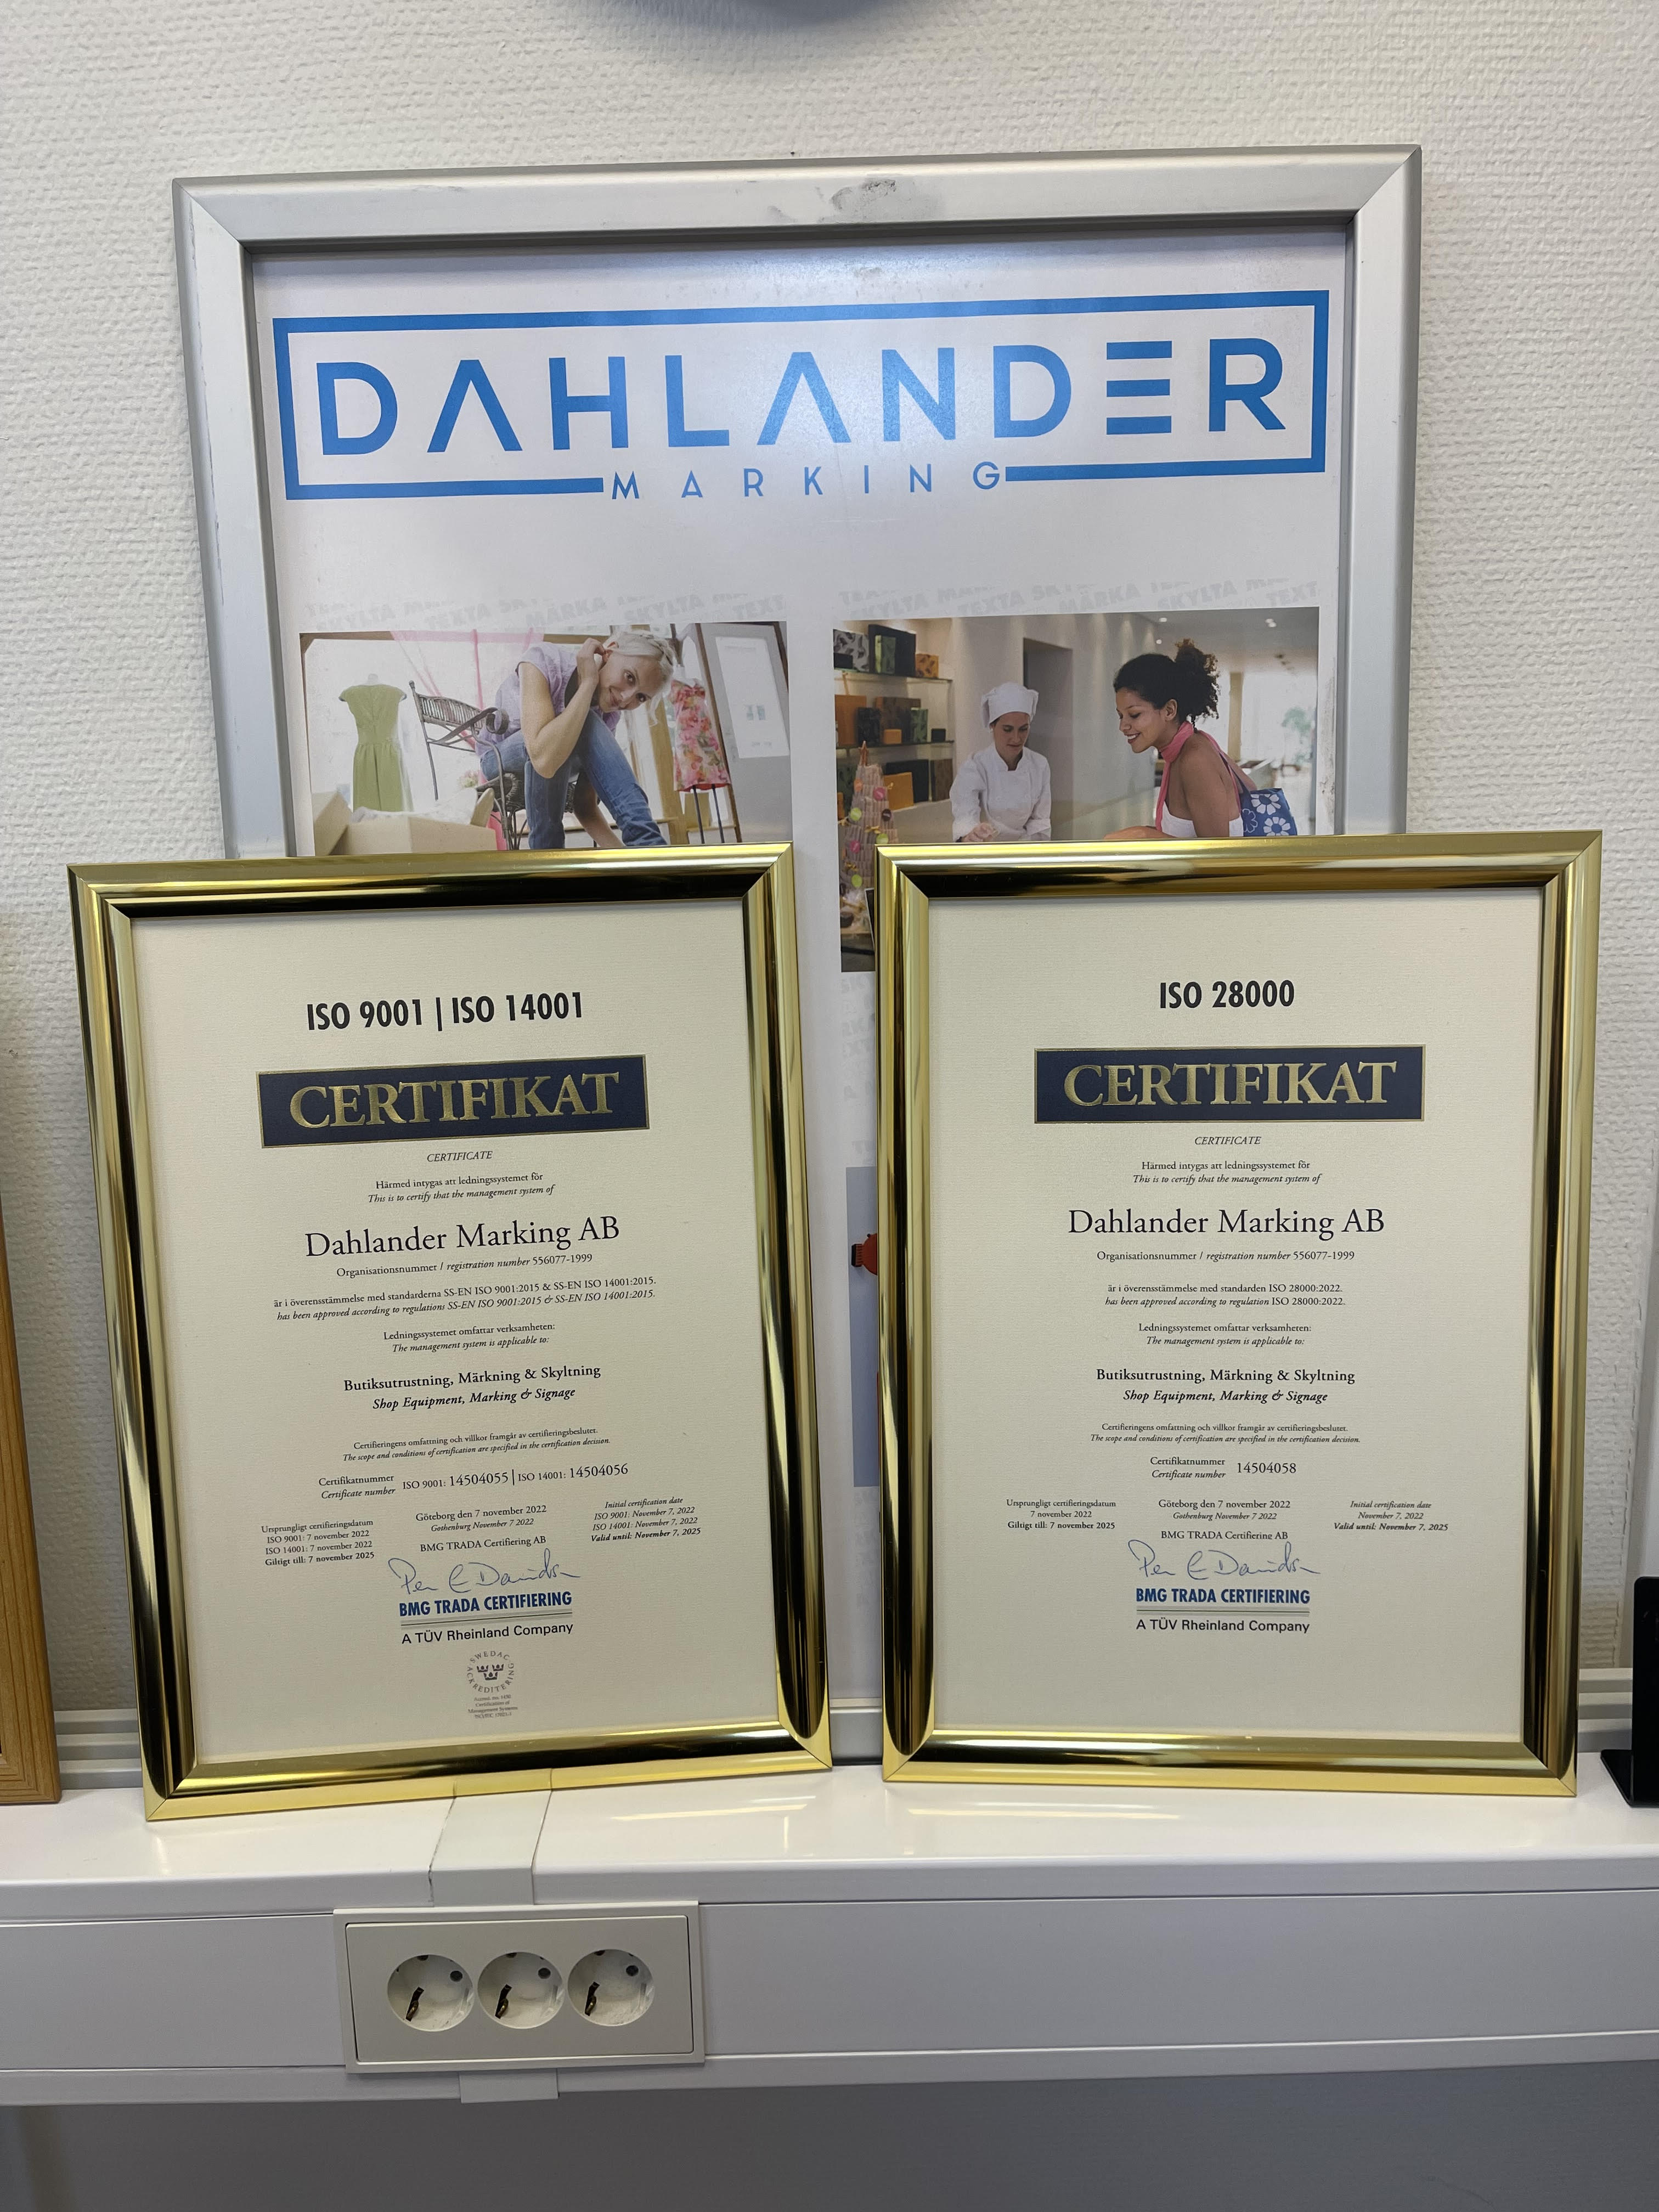 DAHLANDER
MARKING
ISO 9001 | ISO 14001
CERTIFIKAT
CERTIFICATE
Härmed intygas att ledningssystemet för
This is to certify that the management system of
Dahlander Marking AB
Organisationsnummer / registration number 556077-1999
är i överensstämmelse med standarderna SS-EN ISO 9001:2015 & SS-EN ISO 14001:2015.
has been approved according to regulations SS-EN ISO 9001:2015 & SS-EN ISO 14001:2015.
Ledningssystemet omfattar verksamheten:
The management system is applicable to:
Butiksutrustning, Märkning & Skyltning
Shop Equipment, Marking & Signage
Certifieringens omfattning och villkor framgår av certifieringsbeslutet.
The scope and conditions of certification are specified in the certification decision.
Certifikatnummer
Certificate number
ISO 9001: 14504055 | ISO 14001: 14504056
Ursprungligt certifieringsdatum
ISO 9001: 7 november 2022
ISO 14001: 7 november 2022
Giltigt till: 7 november 2025
Göteborg den 7 november 2022
Gothenburg November 7 2022
BMG TRADA Certifiering AB
Initial certification date
ISO 9001: November 7, 2022
ISO 14001: November 7, 2022
Valid until: November 7, 2025
BMG TRADA CERTIFIERING
A TÜV Rheinland Company
SWEDAC ACKREDITERING
Certification of
Management Systems
ISO 28000
CERTIFIKAT
CERTIFICATE
Härmed intygas att ledningssystemet för
This is to certify that the management system of
Dahlander Marking AB
Organisationsnummer / registration number 556077-1999
är i överensstämmelse med standarden ISO 28000:2022.
has been approved according to regulation ISO 28000:2022.
Ledningssystemet omfattar verksamheten:
The management system is applicable to:
Butiksutrustning, Märkning & Skyltning
Shop Equipment, Marking & Signage
Certifieringens omfattning och villkor framgår av certifieringsbeslutet.
The scope and conditions of certification are specified in the certification decision.
Certifikatnummer
Certificate number
14504058
Ursprungligt certifieringsdatum
7 november 2022
Giltigt till: 7 november 2025
Göteborg den 7 november 2022
Gothenburg November 7 2022
BMG TRADA Certifiering AB
Initial certification date
November 7, 2022
Valid until: November 7, 2025
BMG TRADA CERTIFIERING
A TÜV Rheinland Company